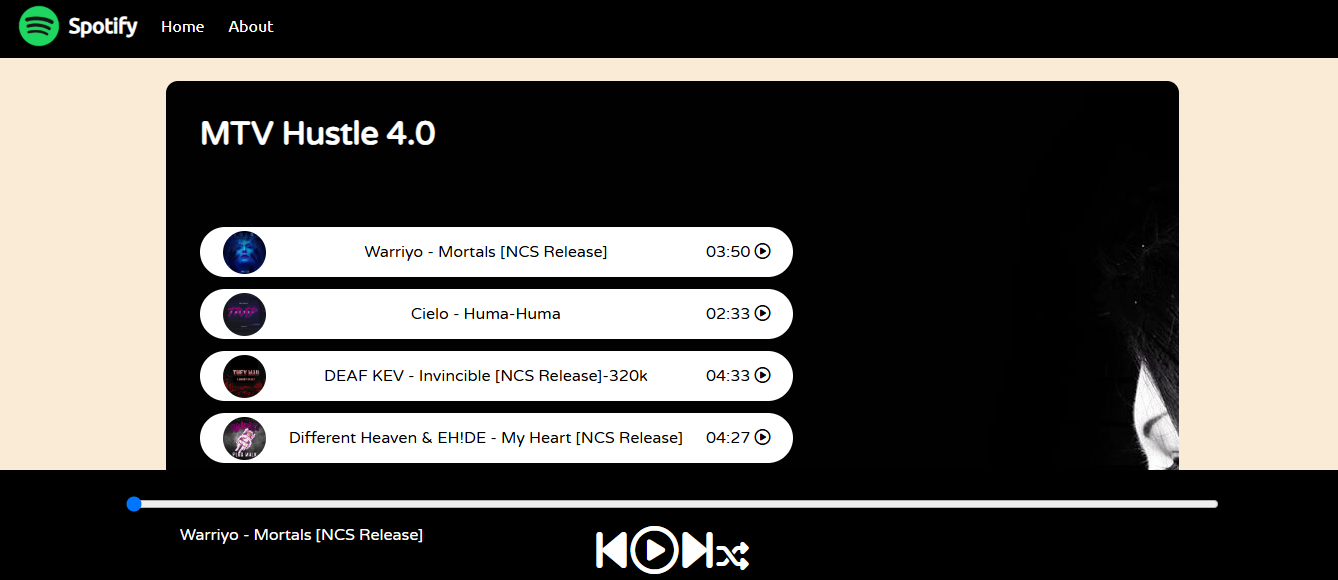 Spotify Home About
MTV Hustle 4.0
Warriyo - Mortals [NCS Release] 03:50
Cielo - Huma-Huma 02:33
DEAF KEV - Invincible [NCS Release]-320k 04:33
Different Heaven & EH!DE - My Heart [NCS Release] 04:27
Warriyo - Mortals [NCS Release]